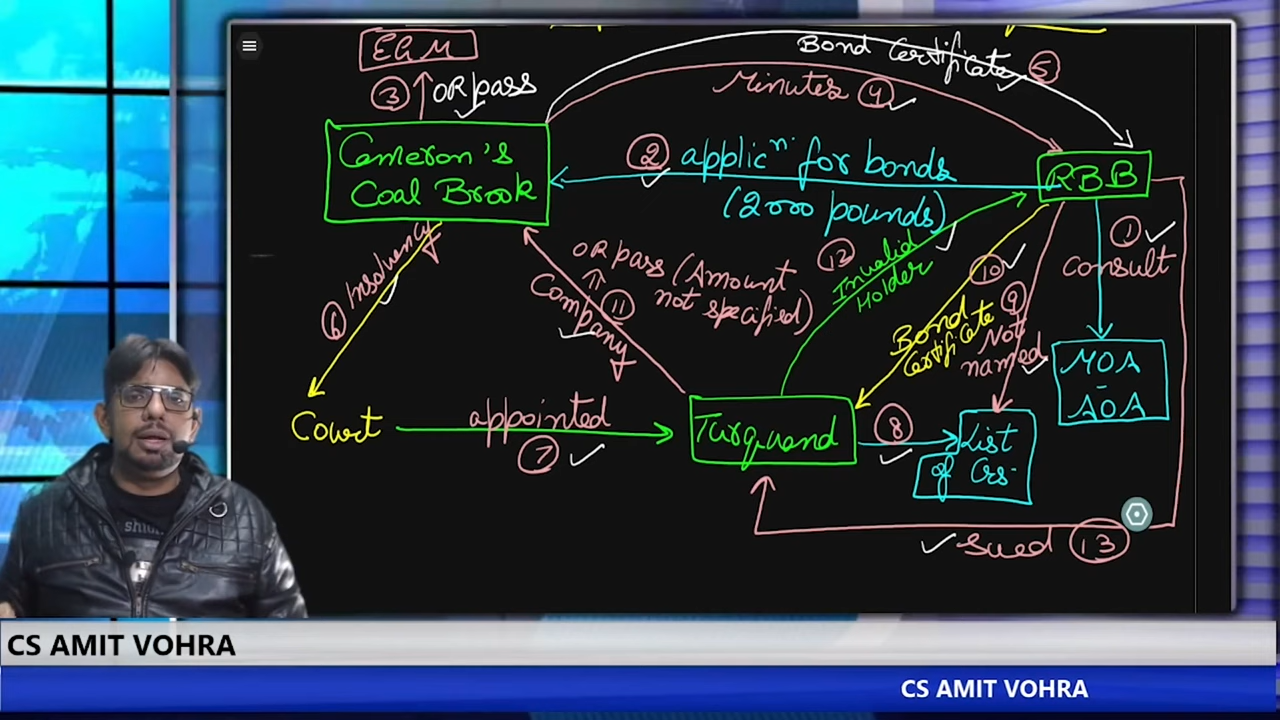 EGM
③ OR pass
Bond Certificate ⑤
Minutes ④
Cameron's
Coal Brook
② applicⁿ for bonds
(2000 pounds)
RBB
① consult
MOA
-
AOA
⑥ Insolvency
OR pass (Amount
not specified)
Company ⑪
⑫ Invalid
Holder
⑩
Bond
Certificate
⑨
Not
named
Court
appointed
⑦
Turquand
⑧
List
of Crs.
Sued ⑬
CS AMIT VOHRA
CS AMIT VOHRA